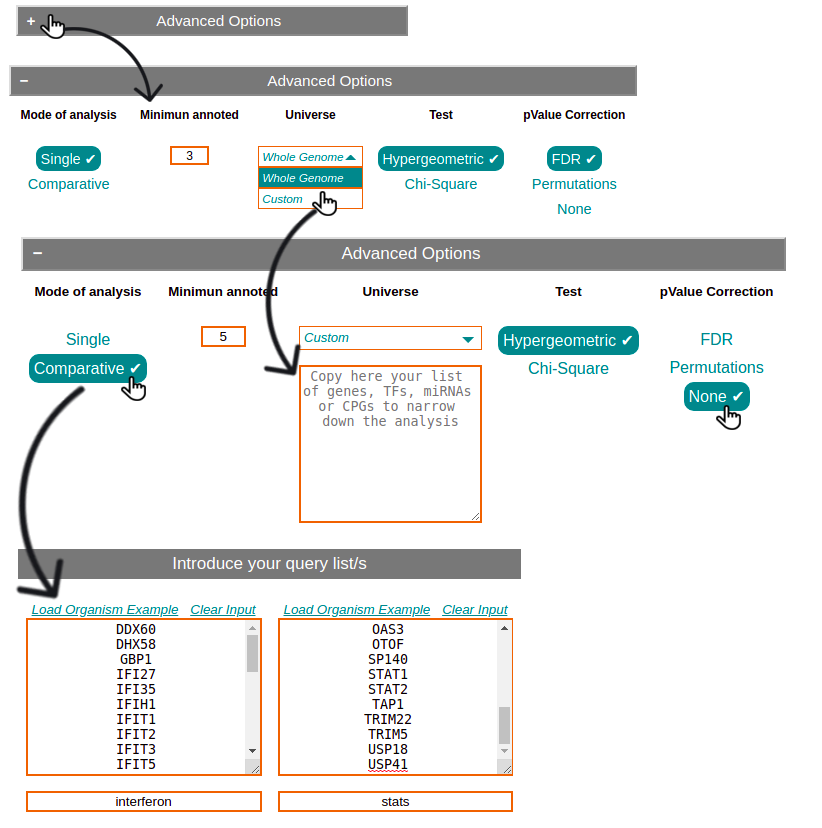 + Advanced Options
− Advanced Options
Mode of analysis Minimun annoted Universe Test pValue Correction
Single ✔ 3 Whole Genome Hypergeometric ✔ FDR ✔
Comparative Whole Genome Chi-Square Permutations
Custom None
− Advanced Options
Mode of analysis Minimun annoted Universe Test pValue Correction
Single 5 Custom Hypergeometric ✔ FDR
Comparative ✔ Chi-Square Permutations
None ✔
Copy here your list
of genes, TFs, miRNAs
or CPGs to narrow
down the analysis
Introduce your query list/s
Load Organism Example Clear Input Load Organism Example Clear Input
DDX60 OAS3
DHX58 OTOF
GBP1 SP140
IFI27 STAT1
IFI35 STAT2
IFIH1 TAP1
IFIT1 TRIM22
IFIT2 TRIM5
IFIT3 USP18
IFIT5 USP41
interferon stats